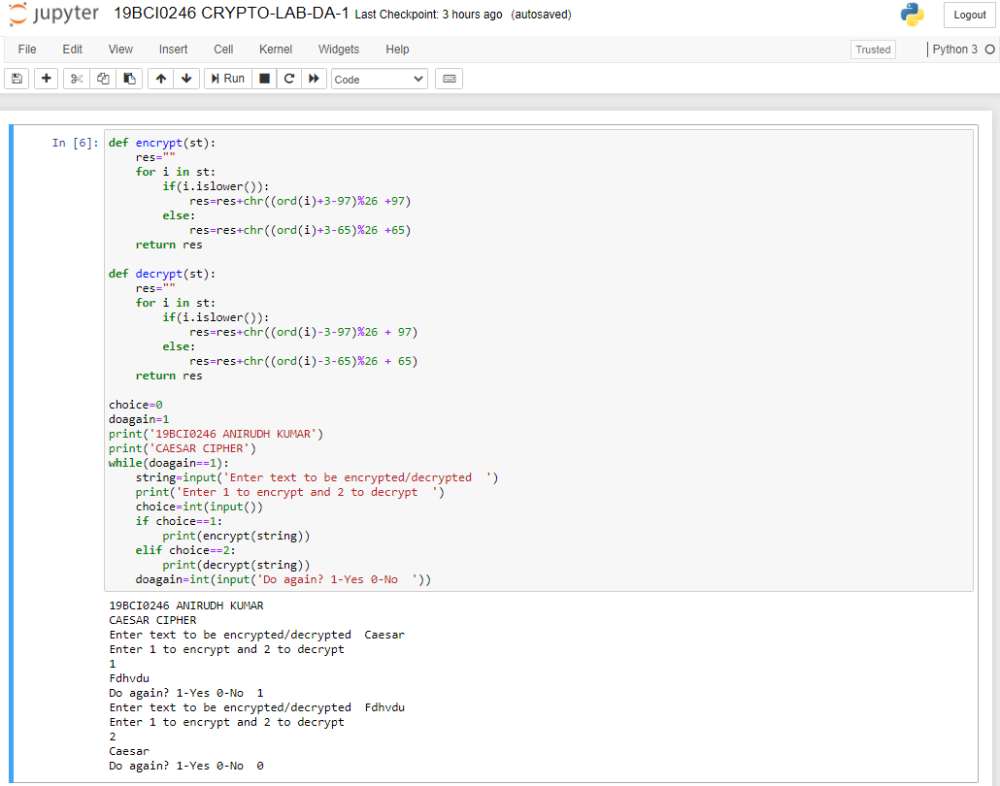 jupyter 19BCI0246 CRYPTO-LAB-DA-1 Last Checkpoint: 3 hours ago (autosaved)
Logout
File Edit View Insert Cell Kernel Widgets Help
Trusted Python 3
Run Code
In [6]:
def encrypt(st):
    res=""
    for i in st:
        if(i.islower()):
            res=res+chr((ord(i)+3-97)%26 +97)
        else:
            res=res+chr((ord(i)+3-65)%26 +65)
    return res

def decrypt(st):
    res=""
    for i in st:
        if(i.islower()):
            res=res+chr((ord(i)-3-97)%26 + 97)
        else:
            res=res+chr((ord(i)-3-65)%26 + 65)
    return res

choice=0
doagain=1
print('19BCI0246 ANIRUDH KUMAR')
print('CAESAR CIPHER')
while(doagain==1):
    string=input('Enter text to be encrypted/decrypted  ')
    print('Enter 1 to encrypt and 2 to decrypt  ')
    choice=int(input())
    if choice==1:
        print(encrypt(string))
    elif choice==2:
        print(decrypt(string))
    doagain=int(input('Do again? 1-Yes 0-No  '))
19BCI0246 ANIRUDH KUMAR
CAESAR CIPHER
Enter text to be encrypted/decrypted  Caesar
Enter 1 to encrypt and 2 to decrypt
1
Fdhvdu
Do again? 1-Yes 0-No  1
Enter text to be encrypted/decrypted  Fdhvdu
Enter 1 to encrypt and 2 to decrypt
2
Caesar
Do again? 1-Yes 0-No  0